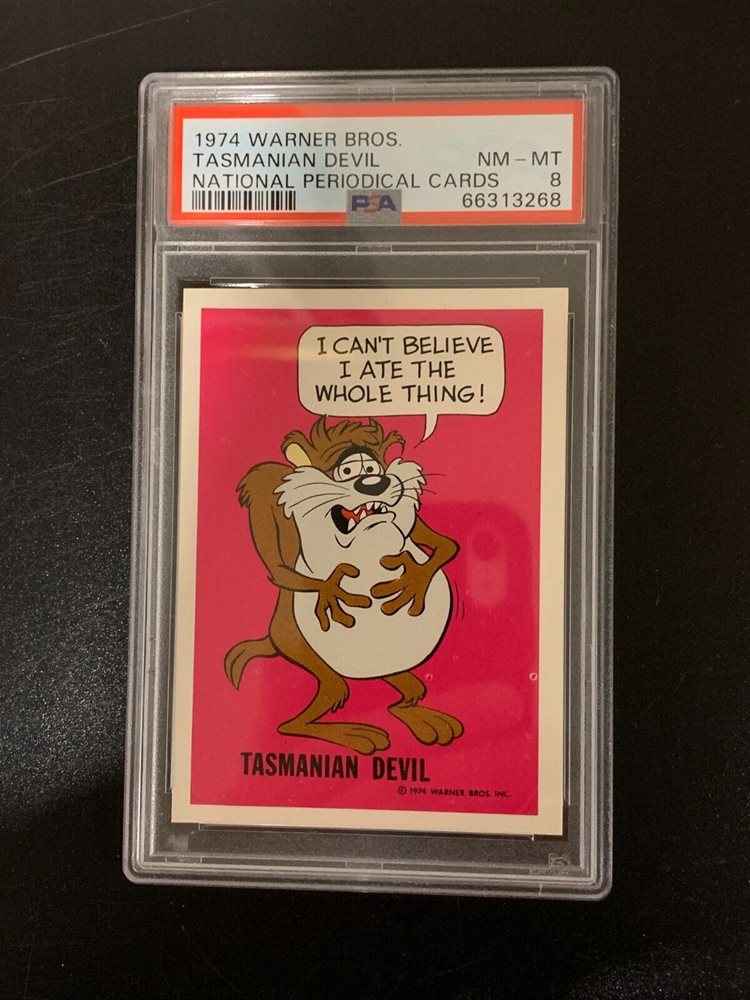 1974 WARNER BROS.
TASMANIAN DEVIL NM – MT
NATIONAL PERIODICAL CARDS 8
PSA 66313268
I CAN'T BELIEVE
I ATE THE
WHOLE THING!
TASMANIAN DEVIL
© 1974 WARNER BROS. INC.